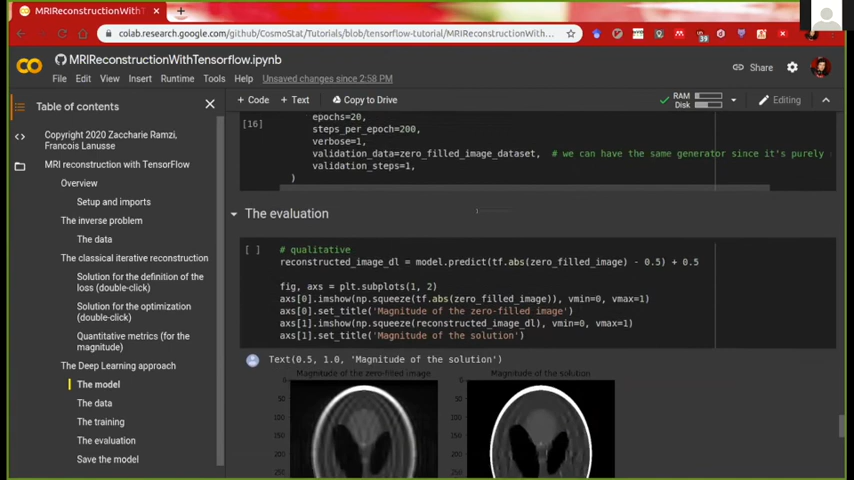 MRIReconstructionWithT
colab.research.google.com/github/CosmoStat/Tutorials/blob/tensorflow-tutorial/MRIReconstructionWith...
39
MRIReconstructionWithTensorflow.ipynb
File Edit View Insert Runtime Tools Help Unsaved changes since 2:58 PM
Share
Table of contents
+ Code + Text Copy to Drive
RAM
Disk
Editing
Copyright 2020 Zaccharie Ramzi,
Francois Lanusse
MRI reconstruction with TensorFlow
Overview
Setup and imports
The inverse problem
The data
The classical iterative reconstruction
Solution for the definition of the
loss (double-click)
Solution for the optimization
(double-click)
Quantitative metrics (for the
magnitude)
The Deep Learning approach
The model
The data
The training
The evaluation
Save the model
[16]
epochs=20,
steps_per_epoch=200,
verbose=1,
validation_data=zero_filled_image_dataset, # we can have the same generator since it's purely
validation_steps=1,
)
The evaluation
[ ]
# qualitative
reconstructed_image_dl = model.predict(tf.abs(zero_filled_image) - 0.5) + 0.5
fig, axs = plt.subplots(1, 2)
axs[0].imshow(np.squeeze(tf.abs(zero_filled_image)), vmin=0, vmax=1)
axs[0].set_title('Magnitude of the zero-filled image')
axs[1].imshow(np.squeeze(reconstructed_image_dl), vmin=0, vmax=1)
axs[1].set_title('Magnitude of the solution')
Text(0.5, 1.0, 'Magnitude of the solution')
Magnitude of the zero-filled image
Magnitude of the solution
0
50
100
150
200
250
0
50
100
150
200
250